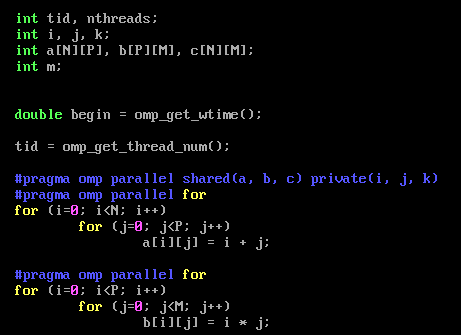 int tid, nthreads;
int i, j, k;
int a[N][P], b[P][M], c[N][M];
int m;
double begin = omp_get_wtime();
tid = omp_get_thread_num();
#pragma omp parallel shared(a, b, c) private(i, j, k)
#pragma omp parallel for
for (i=0; i<N; i++)
for (j=0; j<P; j++)
a[i][j] = i + j;
#pragma omp parallel for
for (i=0; i<P; i++)
for (j=0; j<M; j++)
b[i][j] = i * j;